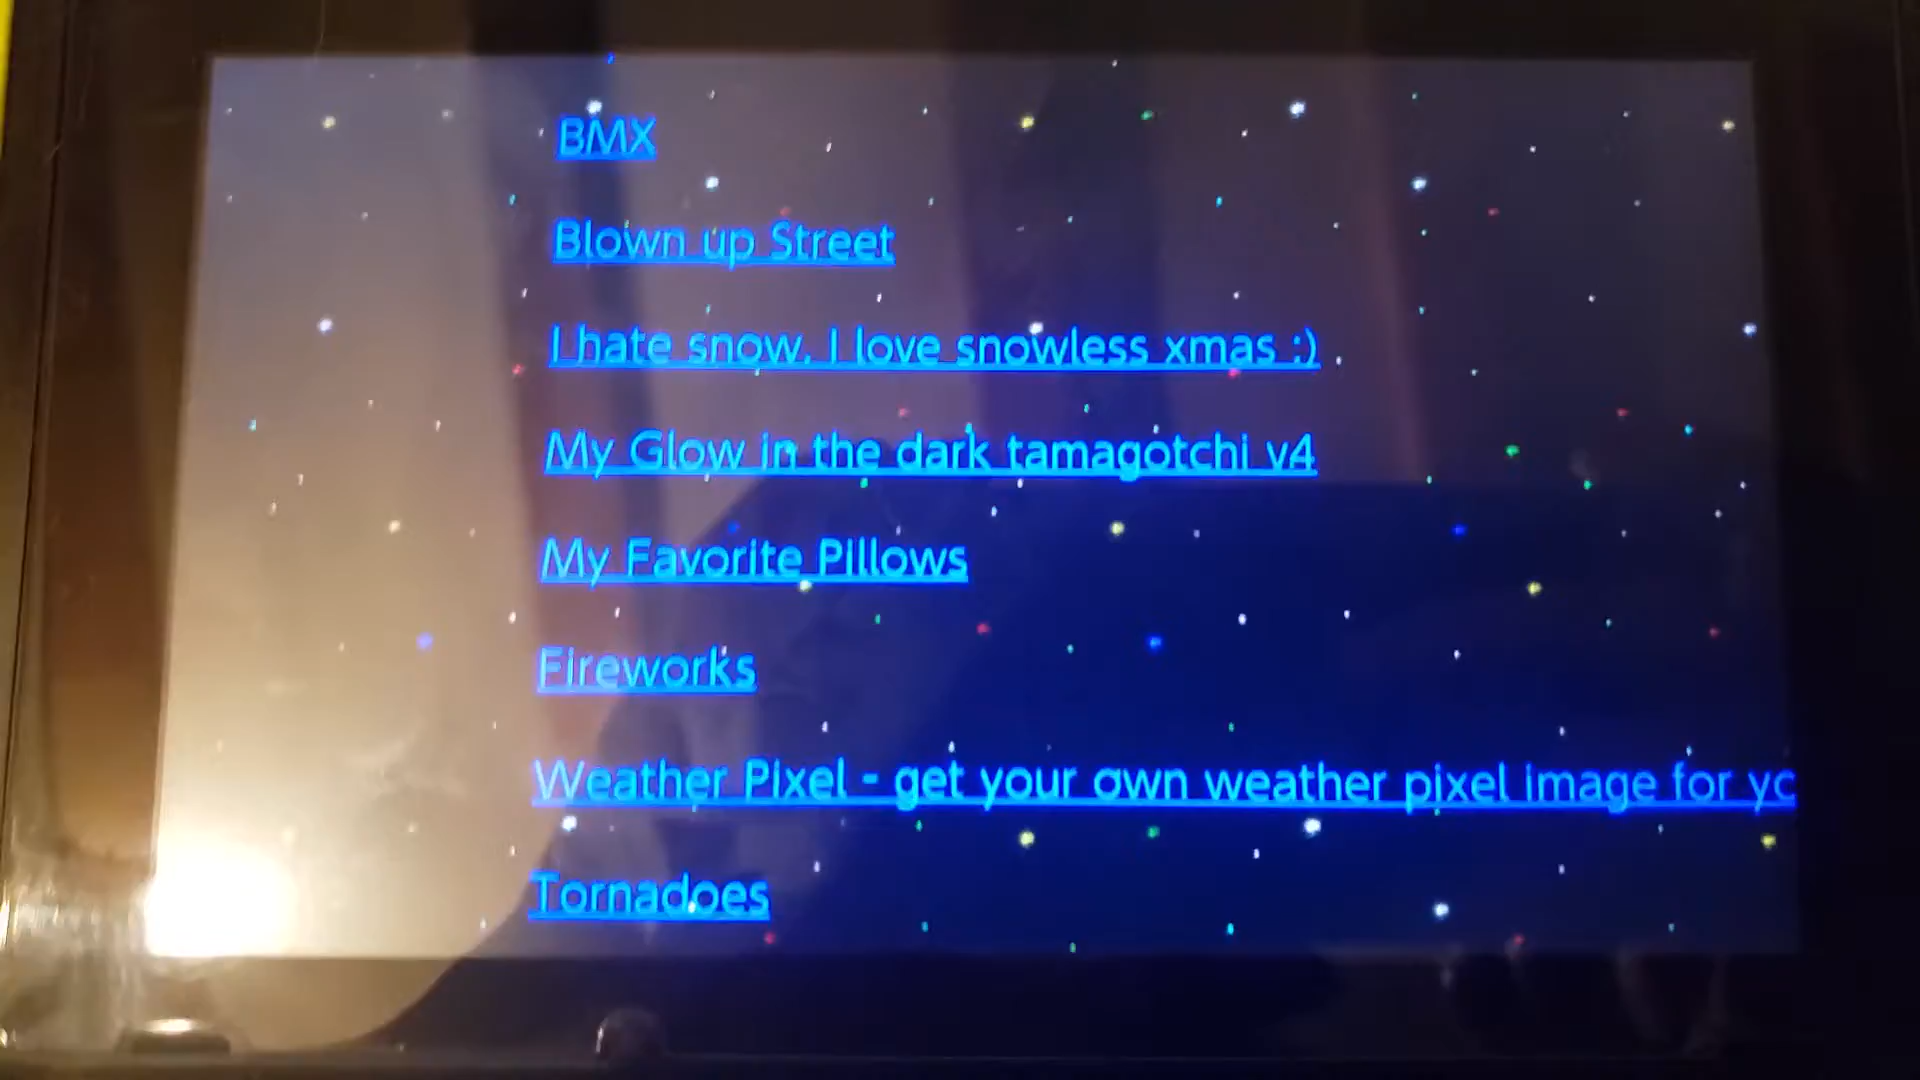 BMX
Blown up Street
I hate snow. I love snowless xmas :)
My Glow in the dark tamagotchi v4
My Favorite Pillows
Fireworks
Weather Pixel - get your own weather pixel image for yo
Tornadoes